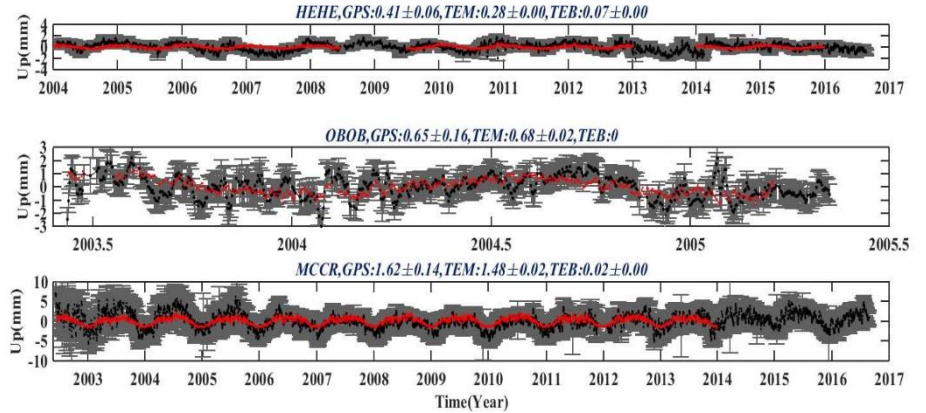 HEHE,GPS:0.41±0.06,TEM:0.28±0.00,TEB:0.07±0.00
Up(mm)
4
2
0
-2
-4
2004 2005 2006 2007 2008 2009 2010 2011 2012 2013 2014 2015 2016 2017
OBOB,GPS:0.65±0.16,TEM:0.68±0.02,TEB:0
Up(mm)
3
2
1
0
-1
-2
-3
2003.5 2004 2004.5 2005 2005.5
MCCR,GPS:1.62±0.14,TEM:1.48±0.02,TEB:0.02±0.00
Up(mm)
10
5
0
-5
-10
2003 2004 2005 2006 2007 2008 2009 2010 2011 2012 2013 2014 2015 2016 2017
Time(Year)